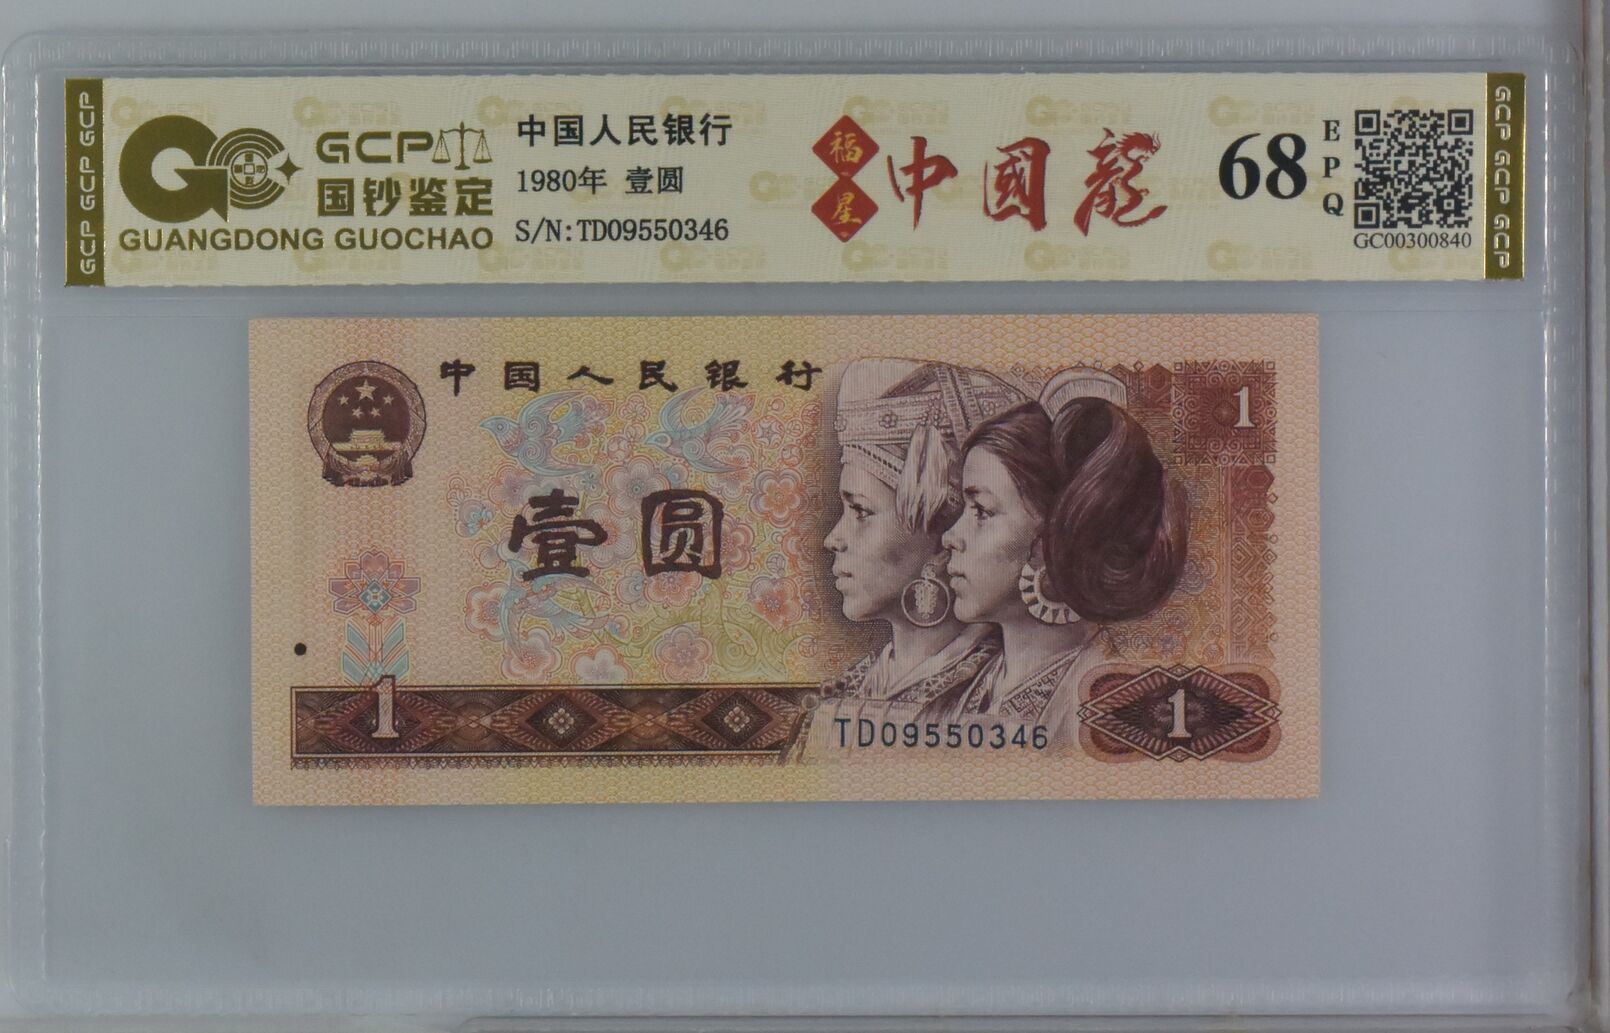 GCP GCP GCP
GCP
国钞鉴定
GUANGDONG GUOCHAO
中国人民银行
1980年 壹圆
S/N:TD09550346
福星
中國龍
68
EPQ
GC00300840
GCP GCP GCP
中国人民银行
1
壹圆
1
TD09550346
1